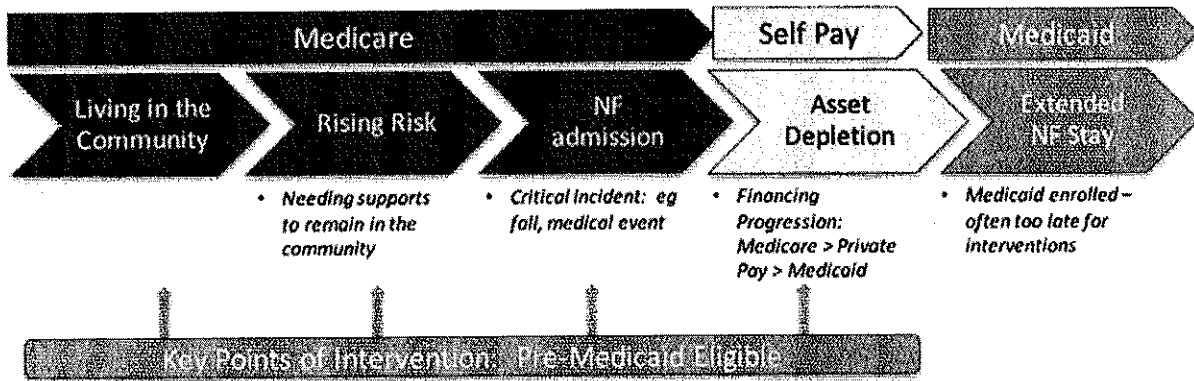 Medicare
Self Pay
Medicaid
Living in the
Community
Rising Risk
NF
admission
Asset
Depletion
Extended
NF Stay
• Needing supports
to remain in the
community
• Critical Incident: eg
fall, medical event
• Financing
Progression:
Medicare > Private
Pay > Medicaid
• Medicaid enrolled –
often too late for
interventions
Key Points of Intervention: Pre-Medicaid Eligible